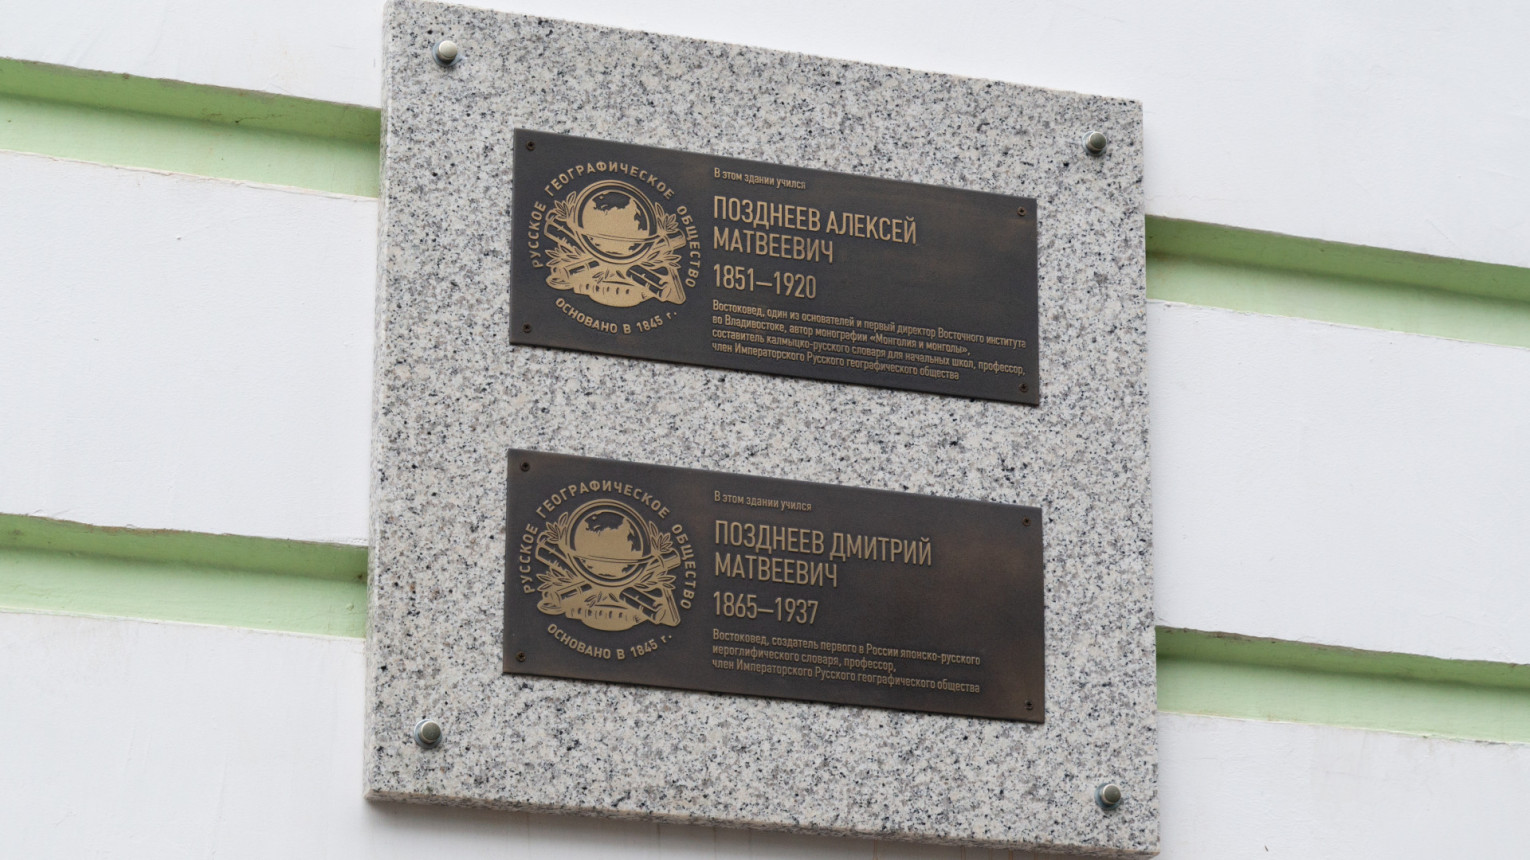 РУССКОЕ ГЕОГРАФИЧЕСКОЕ ОБЩЕСТВО
ОСНОВАНО В 1845 г.
В этом здании учился
ПОЗДНЕЕВ АЛЕКСЕЙ
МАТВЕЕВИЧ
1851–1920
Востоковед, один из основателей и первый директор Восточного института
во Владивостоке, автор монографии «Монголия и монголы»,
составитель калмыцко-русского словаря для начальных школ, профессор,
член Императорского Русского географического общества
РУССКОЕ ГЕОГРАФИЧЕСКОЕ ОБЩЕСТВО
ОСНОВАНО В 1845 г.
В этом здании учился
ПОЗДНЕЕВ ДМИТРИЙ
МАТВЕЕВИЧ
1865–1937
Востоковед, создатель первого в России японско-русского
иероглифического словаря, профессор,
член Императорского Русского географического общества